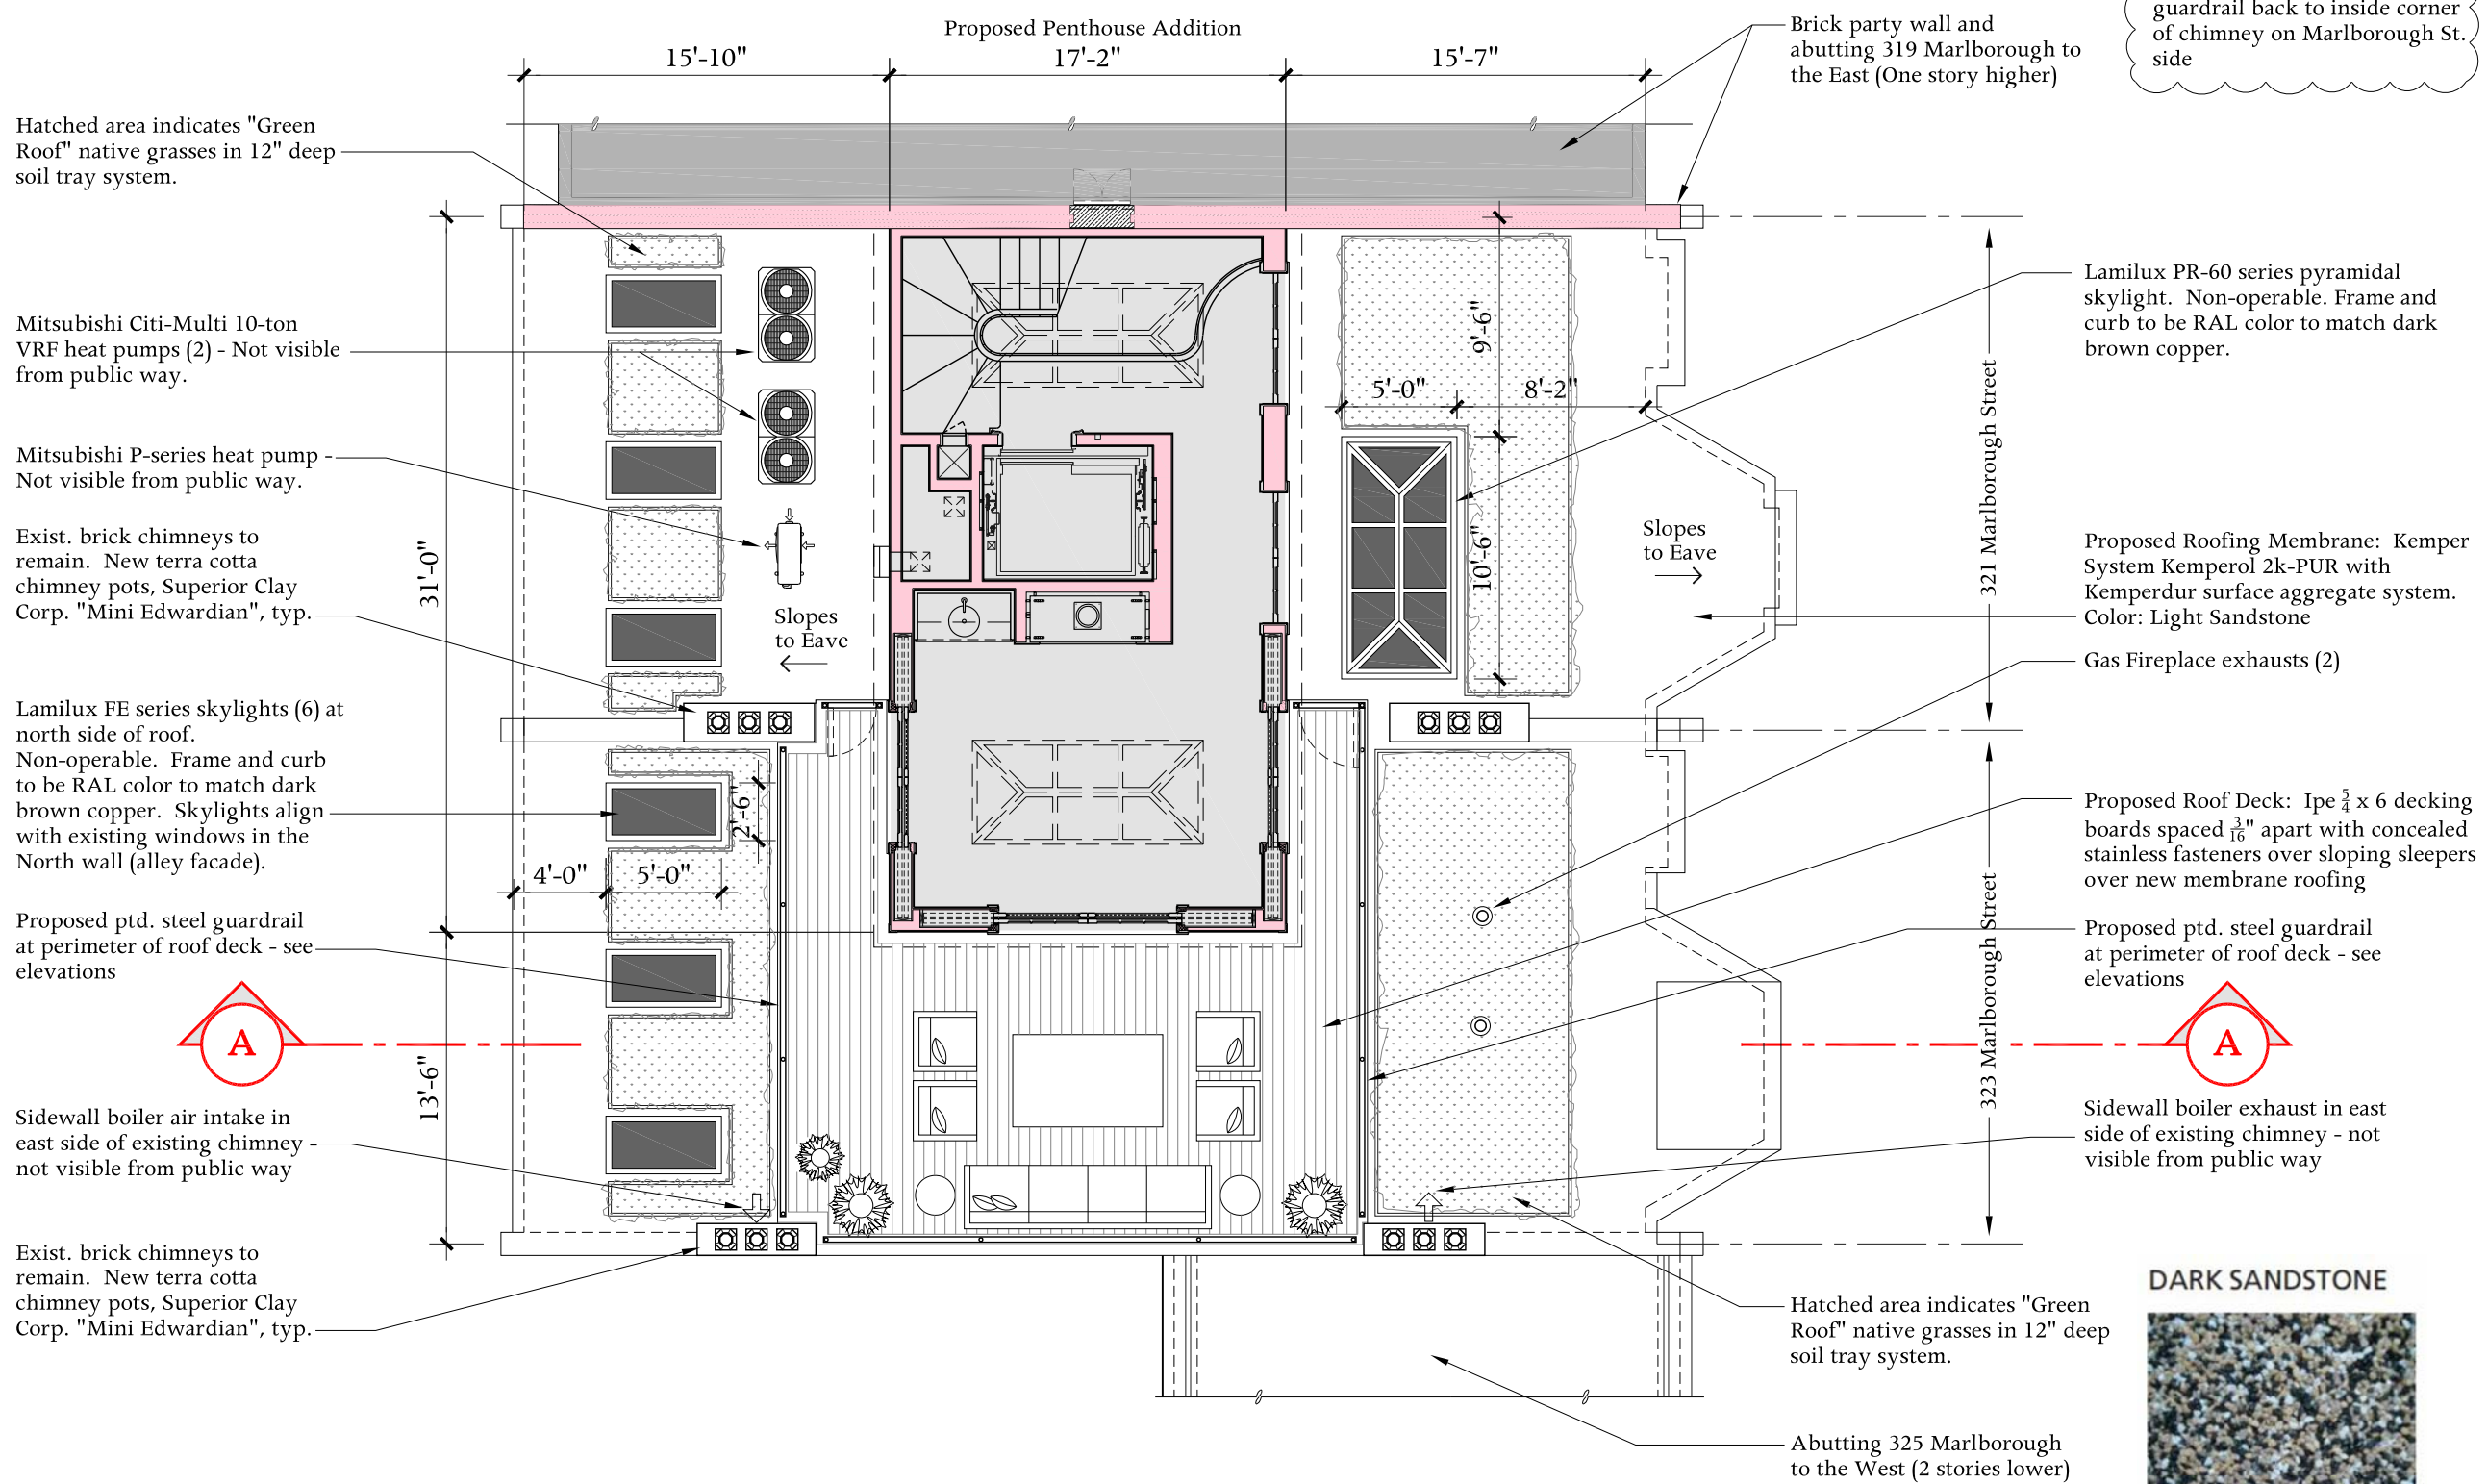 Proposed Penthouse Addition
15'-10"
17'-2"
15'-7"
Brick party wall and
abutting 319 Marlborough to
the East (One story higher)
guardrail back to inside corner
of chimney on Marlborough St.
side
Hatched area indicates "Green
Roof" native grasses in 12" deep
soil tray system.
Mitsubishi Citi-Multi 10-ton
VRF heat pumps (2) - Not visible
from public way.
Mitsubishi P-series heat pump -
Not visible from public way.
Exist. brick chimneys to
remain.  New terra cotta
chimney pots, Superior Clay
Corp. "Mini Edwardian", typ.
Lamilux FE series skylights (6) at
north side of roof.
Non-operable.  Frame and curb
to be RAL color to match dark
brown copper.  Skylights align
with existing windows in the
North wall (alley facade).
Proposed ptd. steel guardrail
at perimeter of roof deck - see
elevations
A
Sidewall boiler air intake in
east side of existing chimney -
not visible from public way
Exist. brick chimneys to
remain.  New terra cotta
chimney pots, Superior Clay
Corp. "Mini Edwardian", typ.
31'-0"
13'-6"
Slopes
to Eave
2'-6"
4'-0"
5'-0"
9'-6"
5'-0"
8'-2"
10'-6"
Slopes
to Eave
321 Marlborough Street
323 Marlborough Street
Lamilux PR-60 series pyramidal
skylight.  Non-operable. Frame and
curb to be RAL color to match dark
brown copper.
Proposed Roofing Membrane:  Kemper
System Kemperol 2k-PUR with
Kemperdur surface aggregate system.
Color: Light Sandstone
Gas Fireplace exhausts (2)
Proposed Roof Deck:  Ipe 5/4 x 6 decking
boards spaced 3/16" apart with concealed
stainless fasteners over sloping sleepers
over new membrane roofing
Proposed ptd. steel guardrail
at perimeter of roof deck - see
elevations
A
Sidewall boiler exhaust in east
side of existing chimney - not
visible from public way
DARK SANDSTONE
Hatched area indicates "Green
Roof" native grasses in 12" deep
soil tray system.
Abutting 325 Marlborough
to the West (2 stories lower)